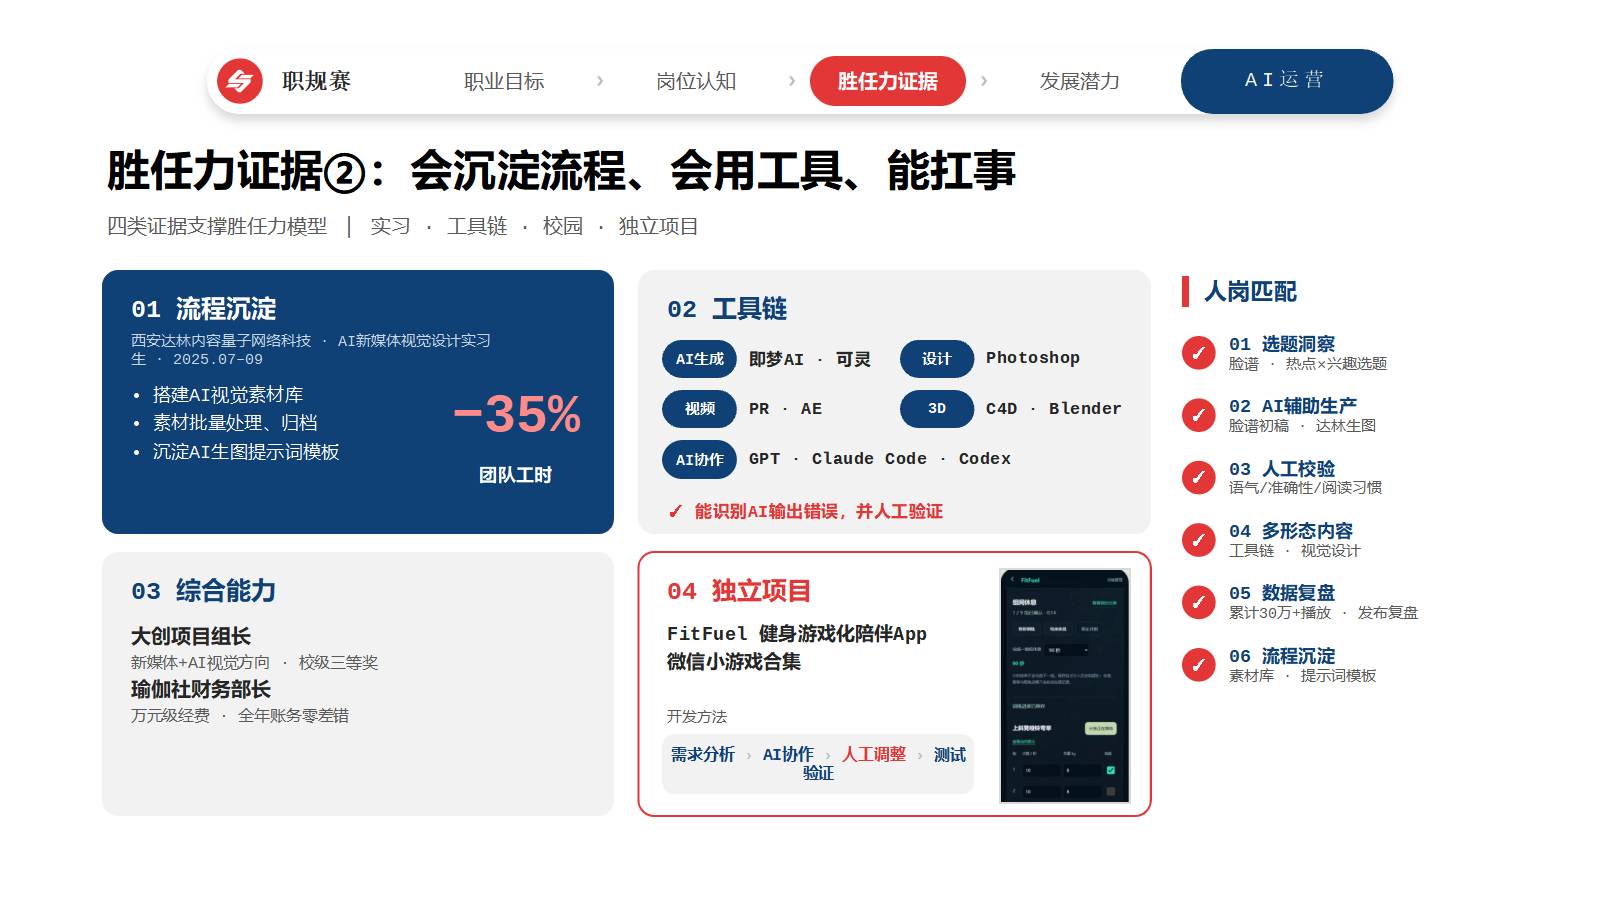 职规赛
职业目标 › 岗位认知 › 胜任力证据 › 发展潜力
AI运营
胜任力证据②：会沉淀流程、会用工具、能扛事
四类证据支撑胜任力模型 │ 实习 · 工具链 · 校园 · 独立项目
01 流程沉淀
西安达林内容量子网络科技 · AI新媒体视觉设计实习
生 · 2025.07–09
• 搭建AI视觉素材库
• 素材批量处理、归档
• 沉淀AI生图提示词模板
−35%
团队工时
02 工具链
AI生成 即梦AI · 可灵
设计 Photoshop
视频 PR · AE
3D C4D · Blender
AI协作 GPT · Claude Code · Codex
✓ 能识别AI输出错误，并人工验证
03 综合能力
大创项目组长
新媒体+AI视觉方向 · 校级三等奖
瑜伽社财务部长
万元级经费 · 全年账务零差错
04 独立项目
FitFuel 健身游戏化陪伴App
微信小游戏合集
开发方法
需求分析 › AI协作 › 人工调整 › 测试
验证
FitFuel
组间休息
90 秒
人岗匹配
✓ 01 选题洞察
脸谱 · 热点×兴趣选题
✓ 02 AI辅助生产
脸谱初稿 · 达林生图
✓ 03 人工校验
语气/准确性/阅读习惯
✓ 04 多形态内容
工具链 · 视觉设计
✓ 05 数据复盘
累计30万+播放 · 发布复盘
✓ 06 流程沉淀
素材库 · 提示词模板